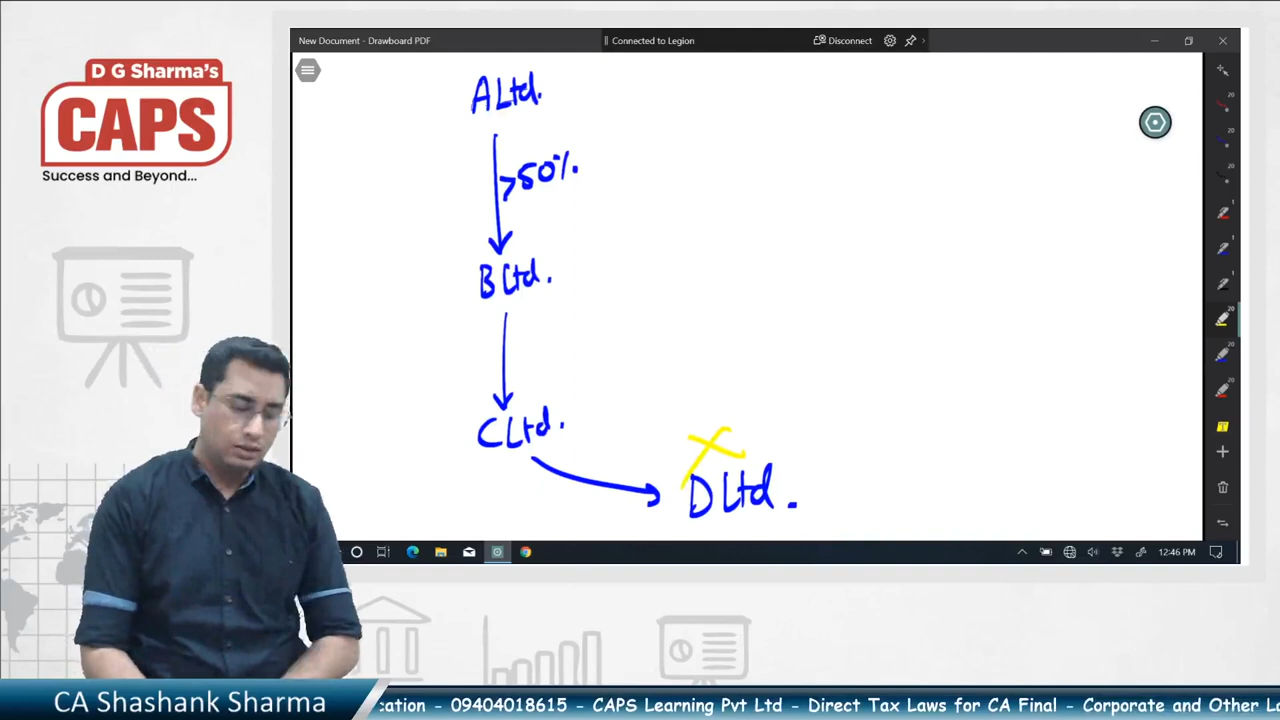 D G Sharma's
CAPS
Success and Beyond...
New Document - Drawboard PDF
Connected to Legion
Disconnect
A Ltd.
>50%.
B Ltd.
C Ltd.
D Ltd.
12:46 PM
CA Shashank Sharma
cation - 09404018615 - CAPS Learning Pvt Ltd - Direct Tax Laws for CA Final - Corporate and Other La